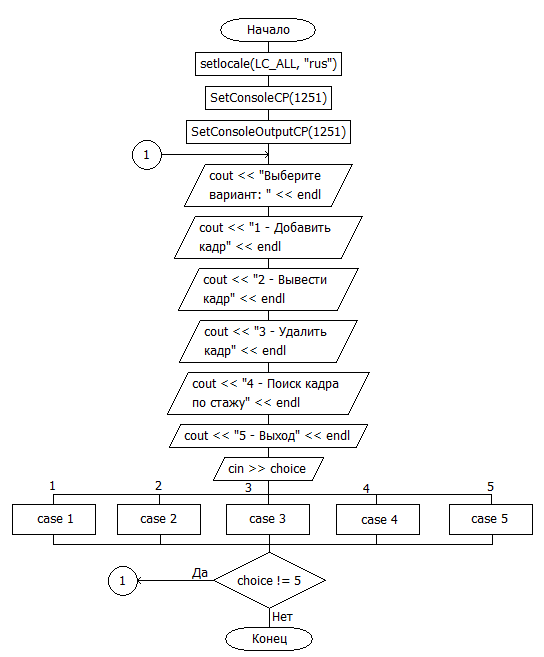 Начало
setlocale(LC_ALL, "rus")
SetConsoleCP(1251)
SetConsoleOutputCP(1251)
1
cout << "Выберите
вариант: " << endl
cout << "1 - Добавить
кадр" << endl
cout << "2 - Вывести
кадр" << endl
cout << "3 - Удалить
кадр" << endl
cout << "4 - Поиск кадра
по стажу" << endl
cout << "5 - Выход" << endl
cin >> choice
1 2 3 4 5
case 1 case 2 case 3 case 4 case 5
1 Да choice != 5
Нет
Конец